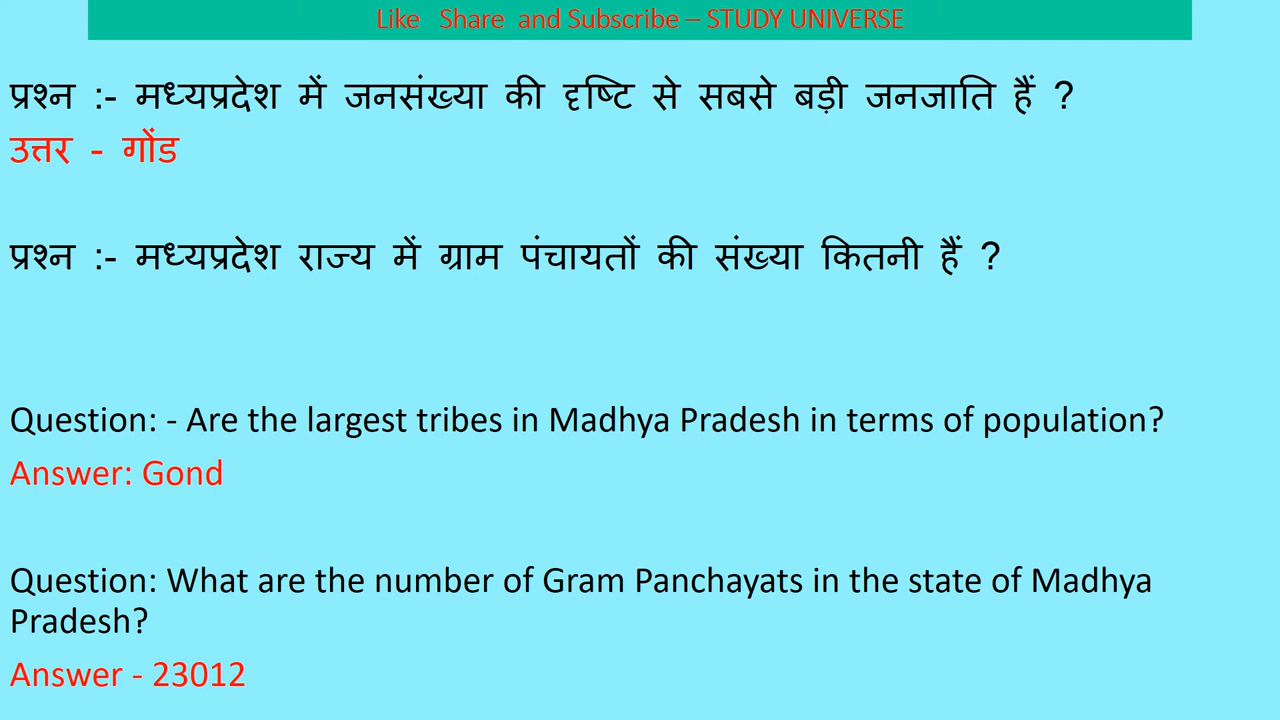 Like Share and Subscribe – STUDY UNIVERSE
प्रश्न :- मध्यप्रदेश में जनसंख्या की दृष्टि से सबसे बड़ी जनजाति हैं ?
उत्तर - गोंड
प्रश्न :- मध्यप्रदेश राज्य में ग्राम पंचायतों की संख्या कितनी हैं ?
Question: - Are the largest tribes in Madhya Pradesh in terms of population?
Answer: Gond
Question: What are the number of Gram Panchayats in the state of Madhya
Pradesh?
Answer - 23012